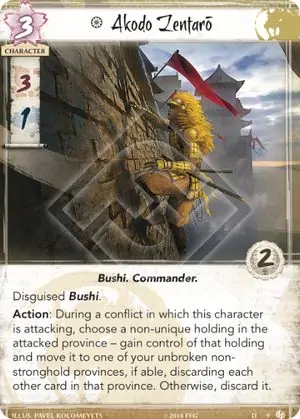 3
Akodo Zentarō
CHARACTER
3
1
2
Bushi. Commander.
Disguised Bushi.
Action: During a conflict in which this character
is attacking, choose a non-unique holding in
the attacked province – gain control of that holding
and move it to one of your unbroken non-
stronghold provinces, if able, discarding
each other card in that province. Otherwise, discard it.
ILLUS. PAVEL KOLOMEYETS
©2018 FFG
9